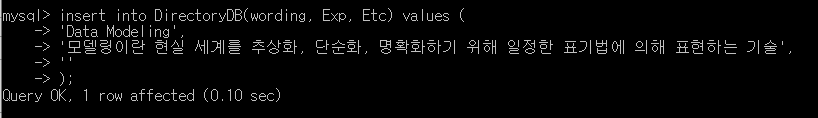 mysql> insert into DirectoryDB(wording, Exp, Etc) values (
-> 'Data Modeling',
-> '모델링이란 현실 세계를 추상화, 단순화, 명확화하기 위해 일정한 표기법에 의해 표현하는 기술',
-> ''
-> );
Query OK, 1 row affected (0.10 sec)